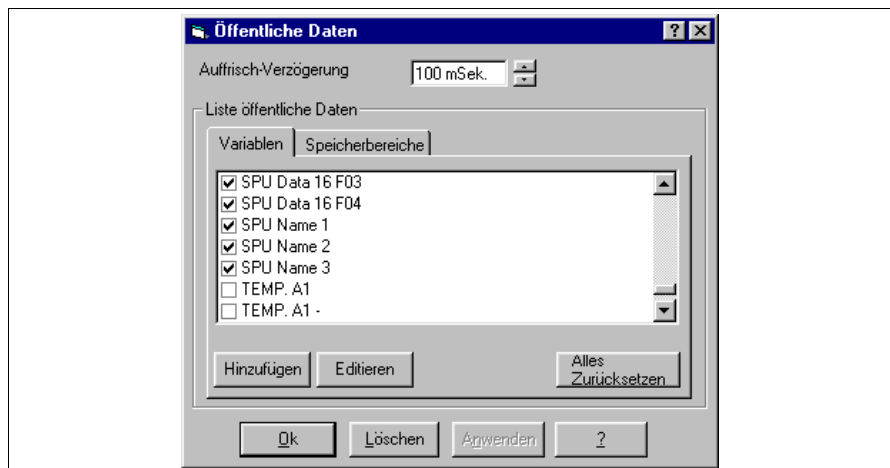 Öffentliche Daten
Auffrisch-Verzögerung 100 mSek.
Liste öffentliche Daten
Variablen Speicherbereiche
SPU Data 16 F03
SPU Data 16 F04
SPU Name 1
SPU Name 2
SPU Name 3
TEMP. A1
TEMP. A1 -
Hinzufügen Editieren Alles
Zurücksetzen
Ok Löschen Anwenden ?